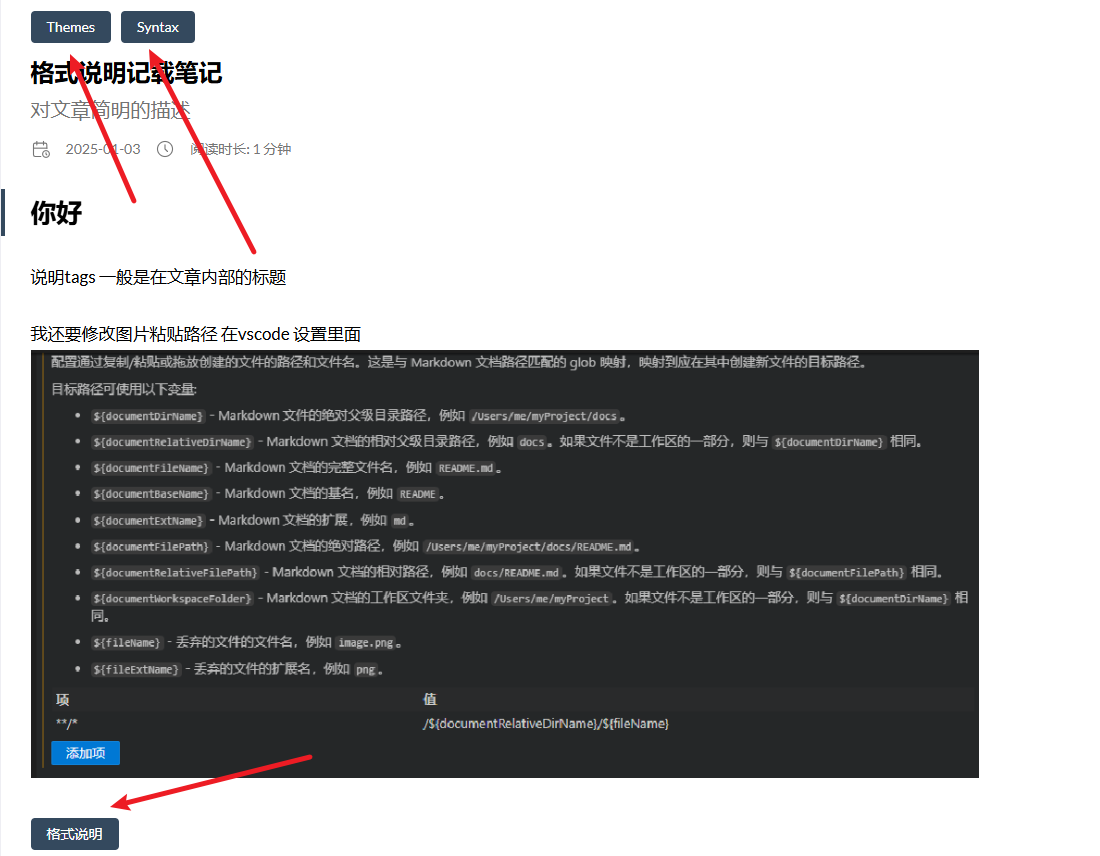 Themes Syntax
格式说明记载笔记
对文章简明的描述
2025-01-03 阅读时长: 1 分钟
你好
说明tags 一般是在文章内部的标题
我还要修改图片粘贴路径 在vscode 设置里面
配置通过复制/粘贴或拖放创建的文件的路径和文件名。这是与 Markdown 文档路径匹配的 glob 映射，映射到应在其中创建新文件的目标路径。
目标路径可使用以下变量:
• ${documentDirName} - Markdown 文件的绝对父级目录路径，例如 /Users/me/myProject/docs。
• ${documentRelativeDirName} - Markdown 文档的相对父级目录路径，例如 docs。如果文件不是工作区的一部分，则与 ${documentDirName} 相同。
• ${documentFileName} - Markdown 文档的完整文件名，例如 README.md。
• ${documentBaseName} - Markdown 文档的基名，例如 README。
• ${documentExtName} - Markdown 文档的扩展，例如 md。
• ${documentFilePath} - Markdown 文档的绝对路径，例如 /Users/me/myProject/docs/README.md。
• ${documentRelativeFilePath} - Markdown 文档的相对路径，例如 docs/README.md。如果文件不是工作区的一部分，则与 ${documentFilePath} 相同。
• ${documentWorkspaceFolder} - Markdown 文档的工作区文件夹，例如 /Users/me/myProject。如果文件不是工作区的一部分，则与 ${documentDirName} 相
同。
• ${fileName} - 丢弃的文件的文件名，例如 image.png。
• ${fileExtName} - 丢弃的文件的扩展名，例如 png。
项 值
**/* /${documentRelativeDirName}/${fileName}
添加项
格式说明